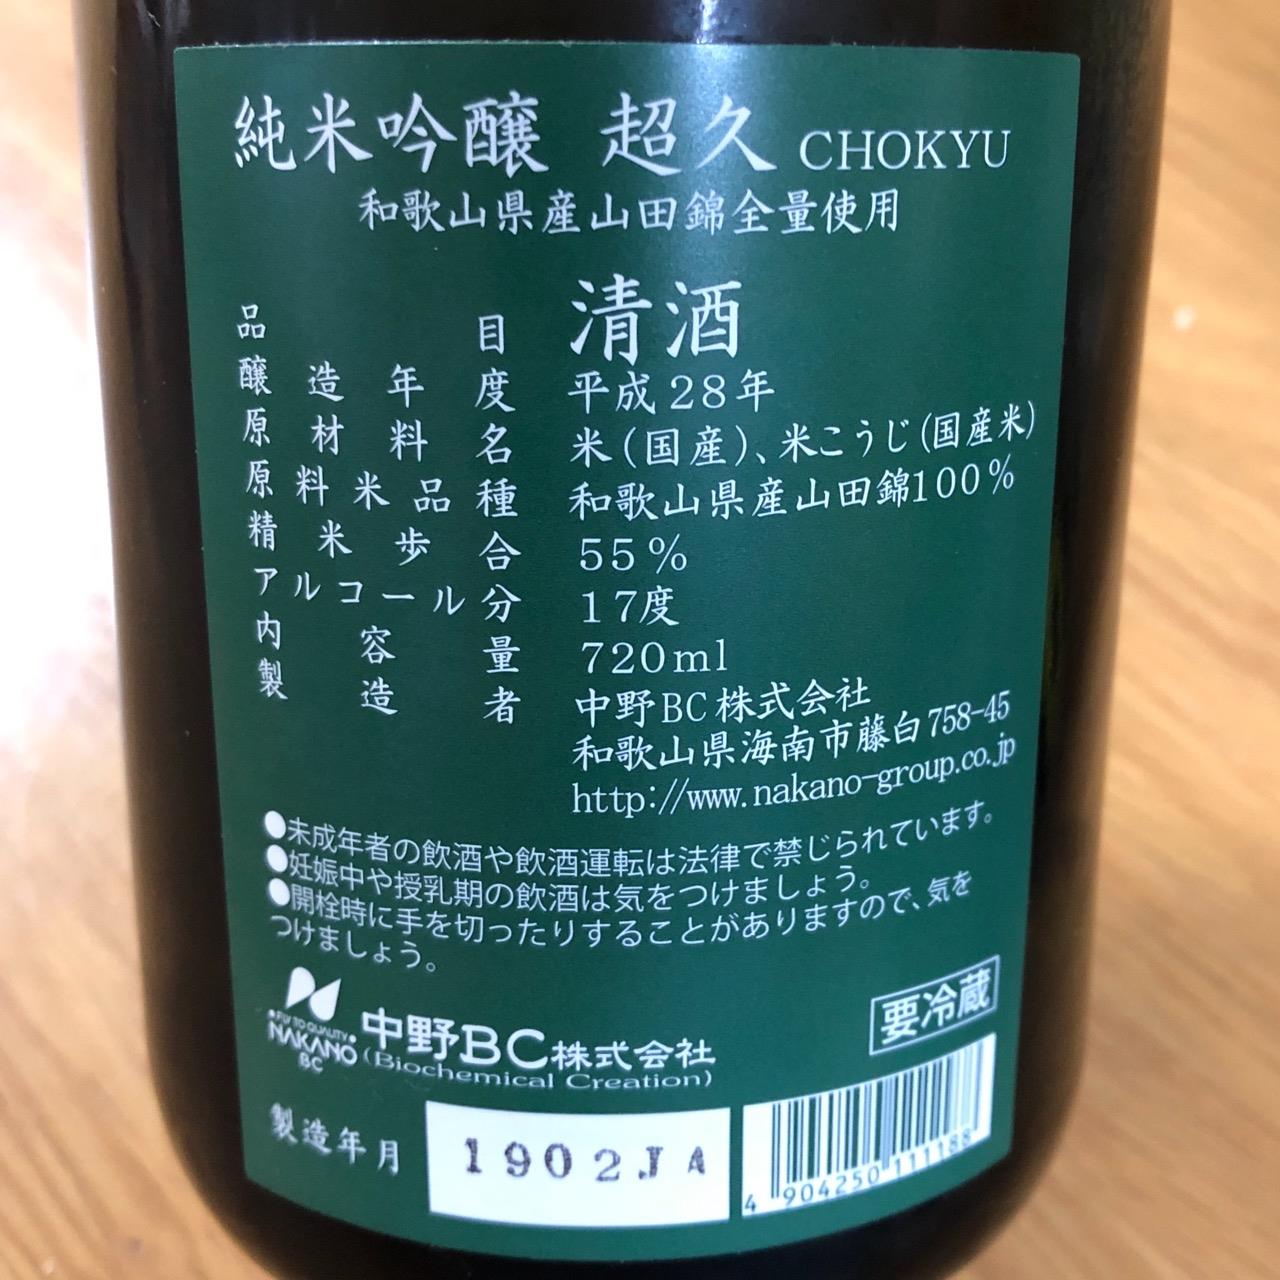 純米吟醸 超久 CHOKYU
和歌山県産山田錦全量使用
品目 清酒
醸造年度 平成28年
原材料名 米(国産)、米こうじ(国産米)
原料米品種 和歌山県産山田錦100%
精米歩合 55%
アルコール分 17度
内容量 720ml
製造者 中野BC株式会社
和歌山県海南市藤白758-45
http://www.nakano-group.co.jp
●未成年者の飲酒や飲酒運転は法律で禁じられています。
●妊娠中や授乳期の飲酒は気をつけましょう。
●開栓時に手を切ったりすることがありますので、気を
つけましょう。
要冷蔵
FLY TO QUALITY
NAKANO
BC
中野BC株式会社
(Biochemical Creation)
製造年月 1902JA
4 904250 111188